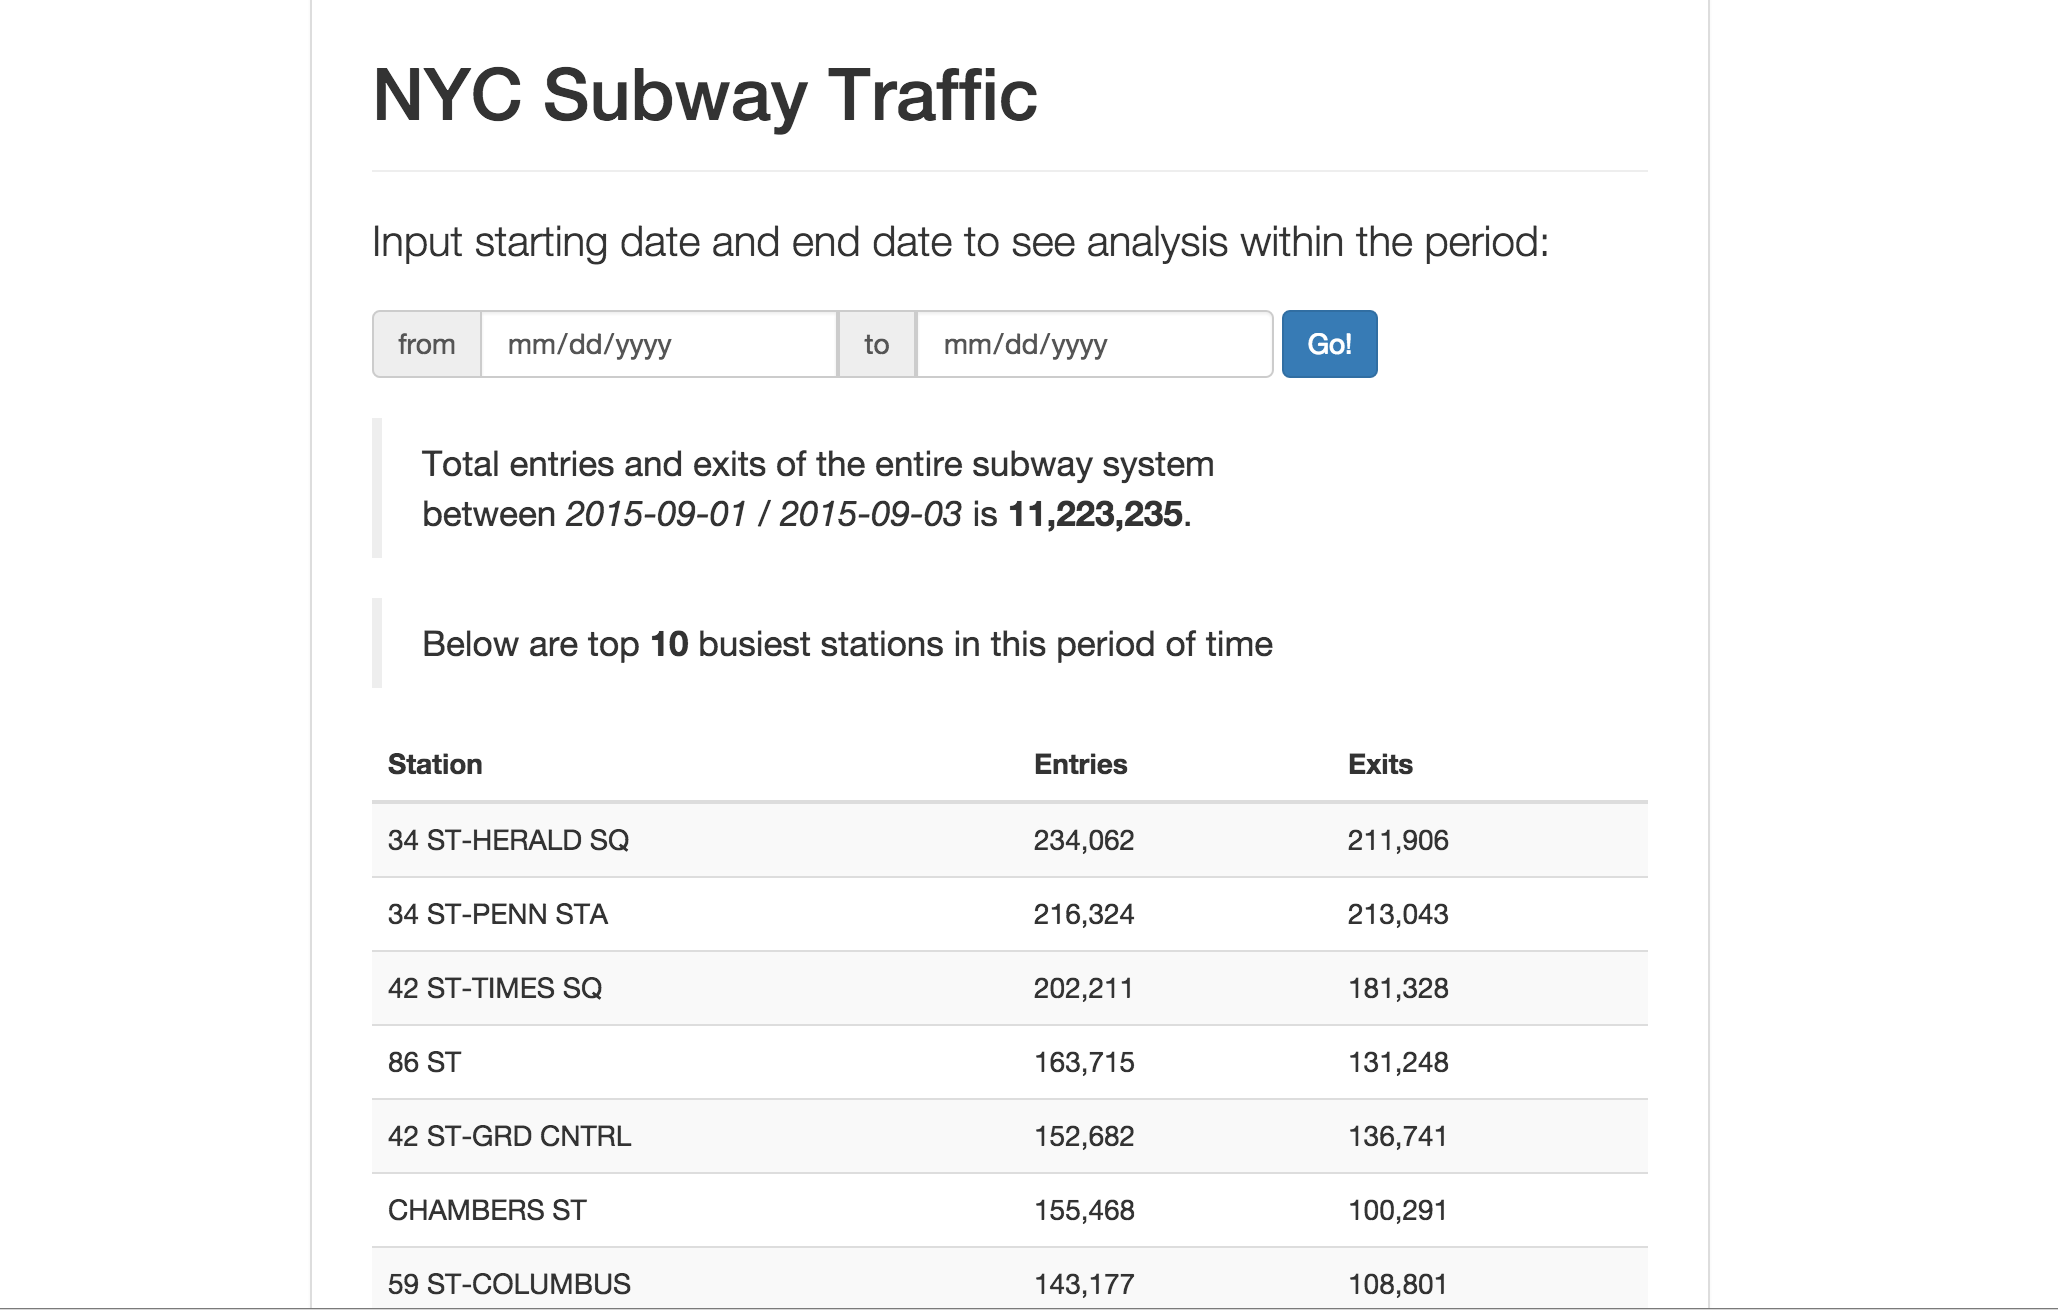 NYC Subway Traffic
Input starting date and end date to see analysis within the period:
from mm/dd/yyyy to mm/dd/yyyy Go!
Total entries and exits of the entire subway system
between 2015-09-01 / 2015-09-03 is 11,223,235.
Below are top 10 busiest stations in this period of time
Station Entries Exits
34 ST-HERALD SQ 234,062 211,906
34 ST-PENN STA 216,324 213,043
42 ST-TIMES SQ 202,211 181,328
86 ST 163,715 131,248
42 ST-GRD CNTRL 152,682 136,741
CHAMBERS ST 155,468 100,291
59 ST-COLUMBUS 143,177 108,801